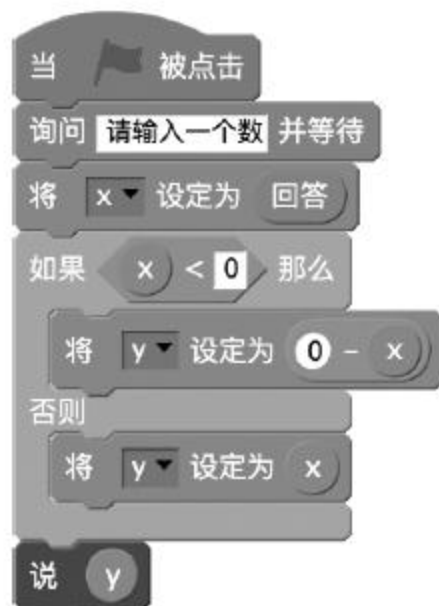 当 被点击
询问 请输入一个数 并等待
将 x 设定为 回答
如果 x < 0 那么
将 y 设定为 0 - x
否则
将 y 设定为 x
说 y